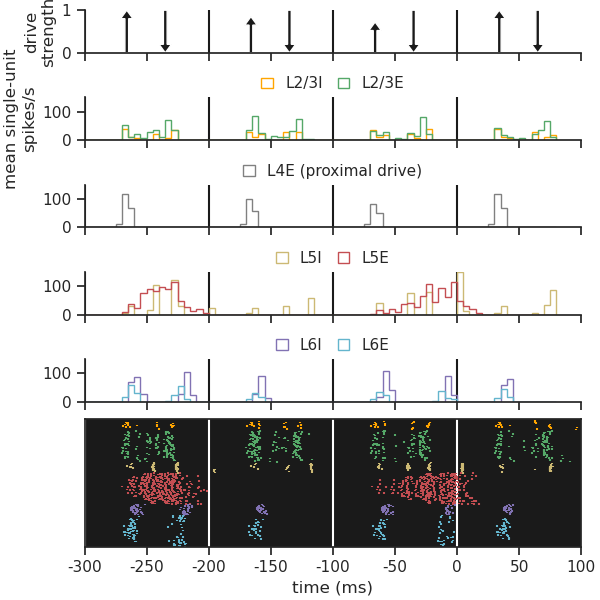 drive
strength
1
0
mean single-unit
spikes/s
L2/3I L2/3E
100
0
L4E (proximal drive)
100
0
L5I L5E
100
0
L6I L6E
100
0
-300 -250 -200 -150 -100 -50 0 50 100
time (ms)